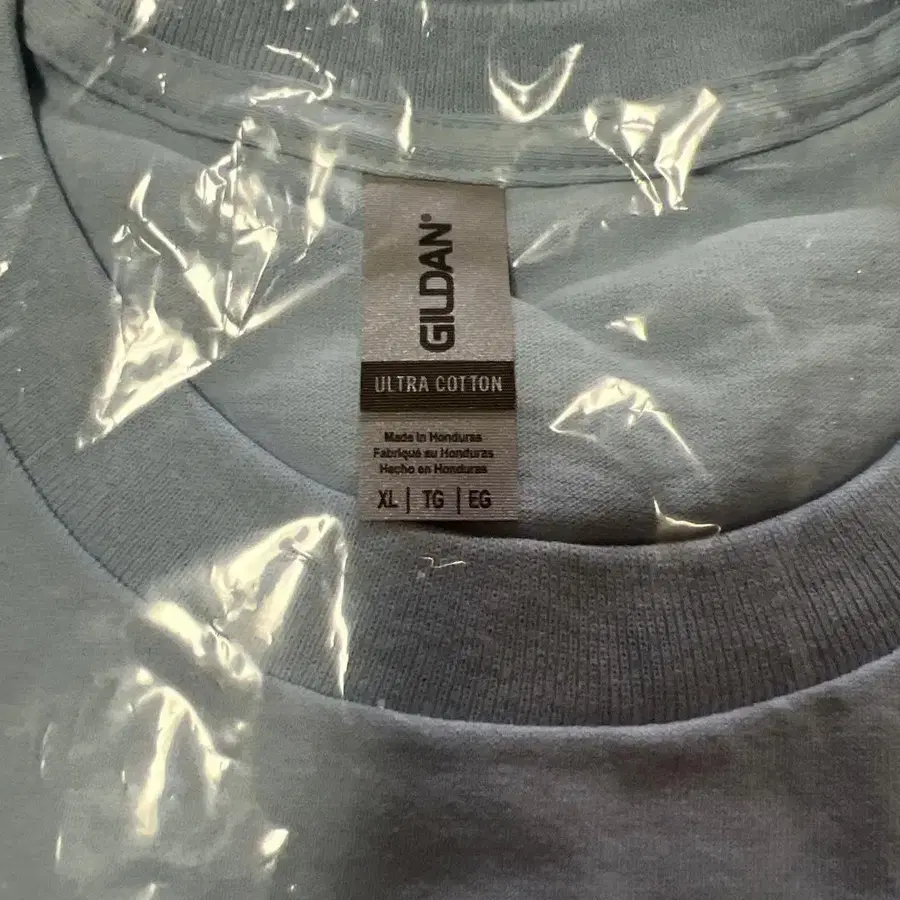 GILDAN®
ULTRA COTTON
Made in Honduras
Fabriqué au Honduras
Hecho en Honduras
XL | TG | EG